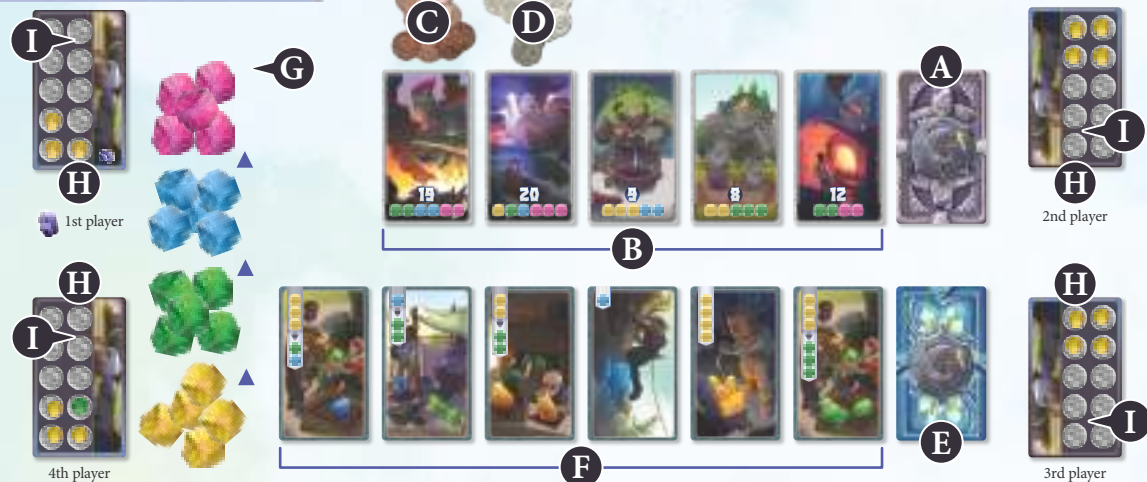 I
G
C
D
A
I
H
H
1st player
2nd player
19
20
9
8
12
B
H
H
I
I
4th player
3rd player
F
E